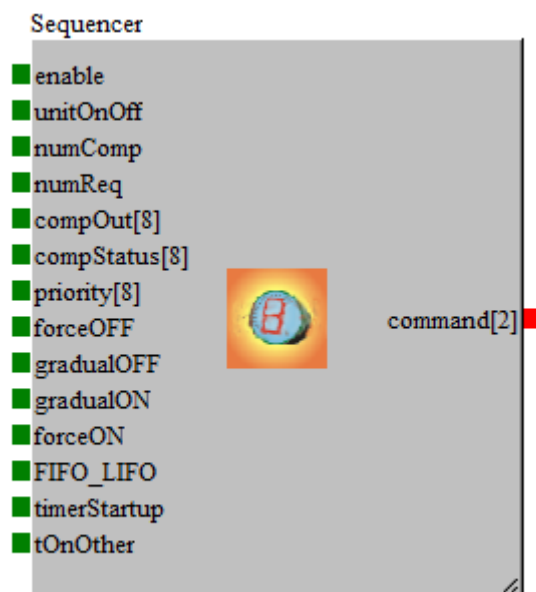 Sequencer
enable
unitOnOff
numComp
numReq
compOut[8]
compStatus[8]
priority[8]
forceOFF
command[2]
gradualOFF
gradualON
forceON
FIFO_LIFO
timerStartup
tOnOther